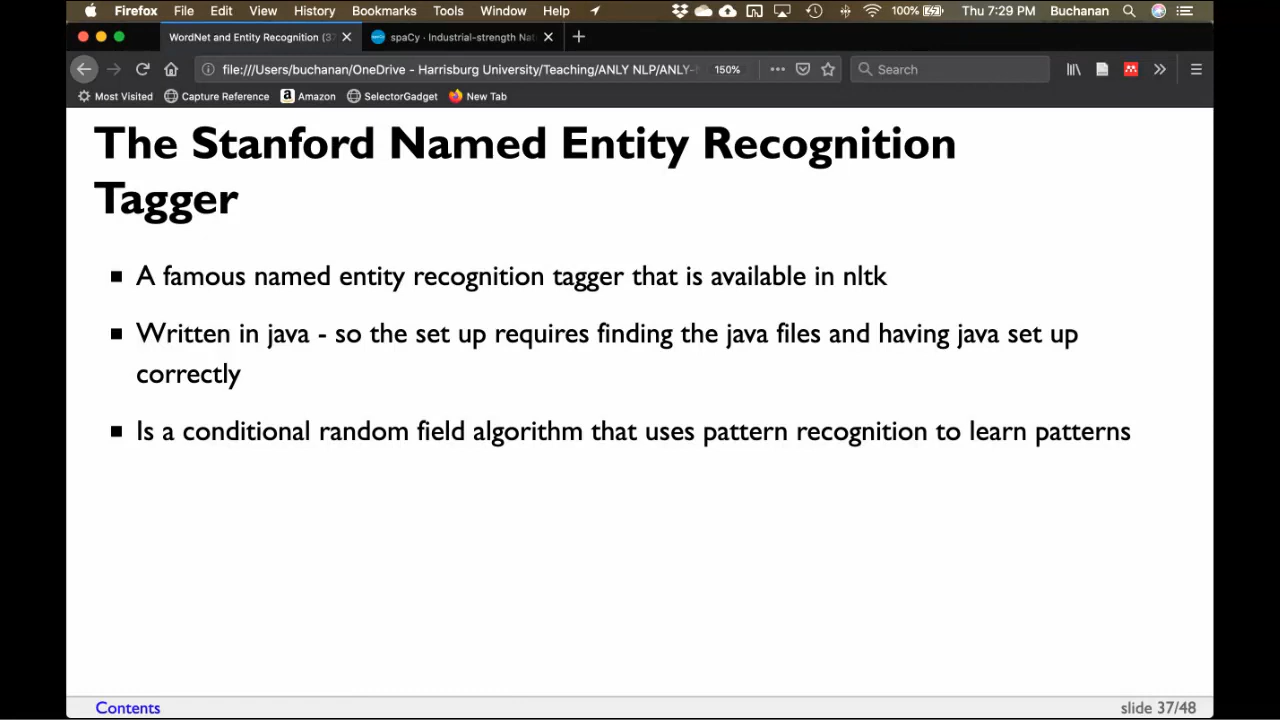 Firefox File Edit View History Bookmarks Tools Window Help 100% Thu 7:29 PM Buchanan
WordNet and Entity Recognition (37 spaCy · Industrial-strength Nat
file:///Users/buchanan/OneDrive - Harrisburg University/Teaching/ANLY NLP/ANLY- 150% Search
Most Visited Capture Reference Amazon SelectorGadget New Tab
The Stanford Named Entity Recognition
Tagger
A famous named entity recognition tagger that is available in nltk
Written in java - so the set up requires finding the java files and having java set up
correctly
Is a conditional random field algorithm that uses pattern recognition to learn patterns
Contents slide 37/48